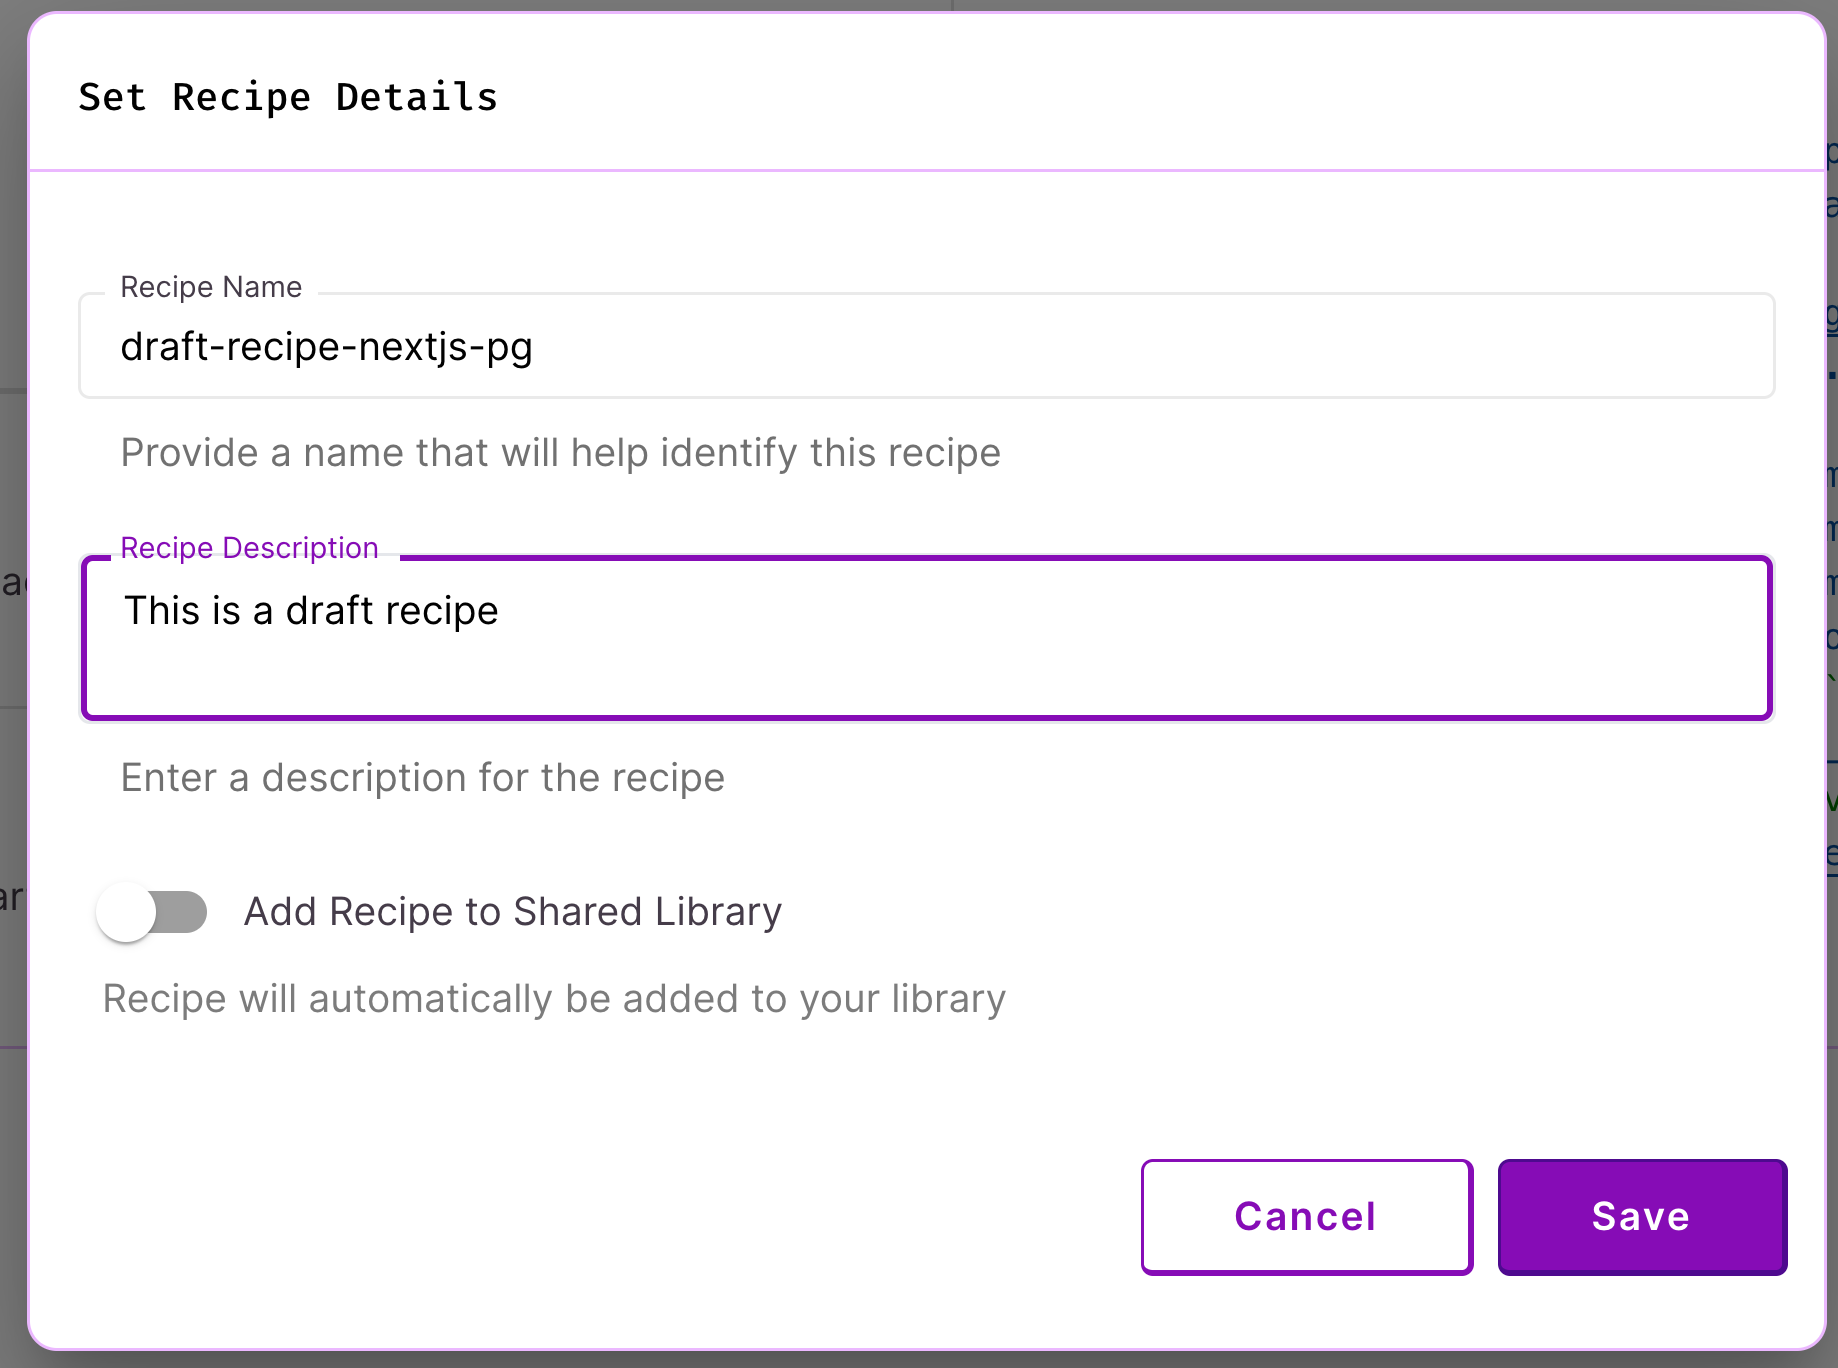 Set Recipe Details
Recipe Name
draft-recipe-nextjs-pg
Provide a name that will help identify this recipe
Recipe Description
This is a draft recipe
Enter a description for the recipe
Add Recipe to Shared Library
Recipe will automatically be added to your library
Cancel
Save